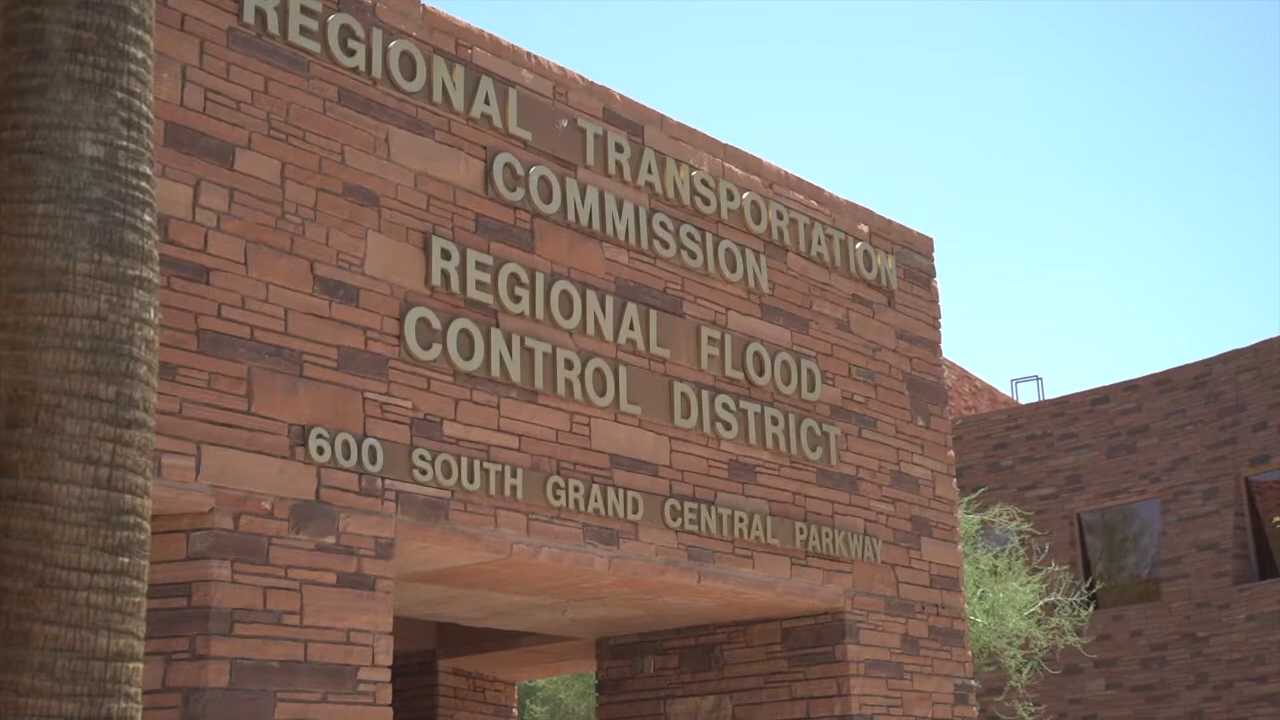 REGIONAL TRANSPORTATION
COMMISSION
REGIONAL FLOOD
CONTROL DISTRICT
600 SOUTH GRAND CENTRAL PARKWAY